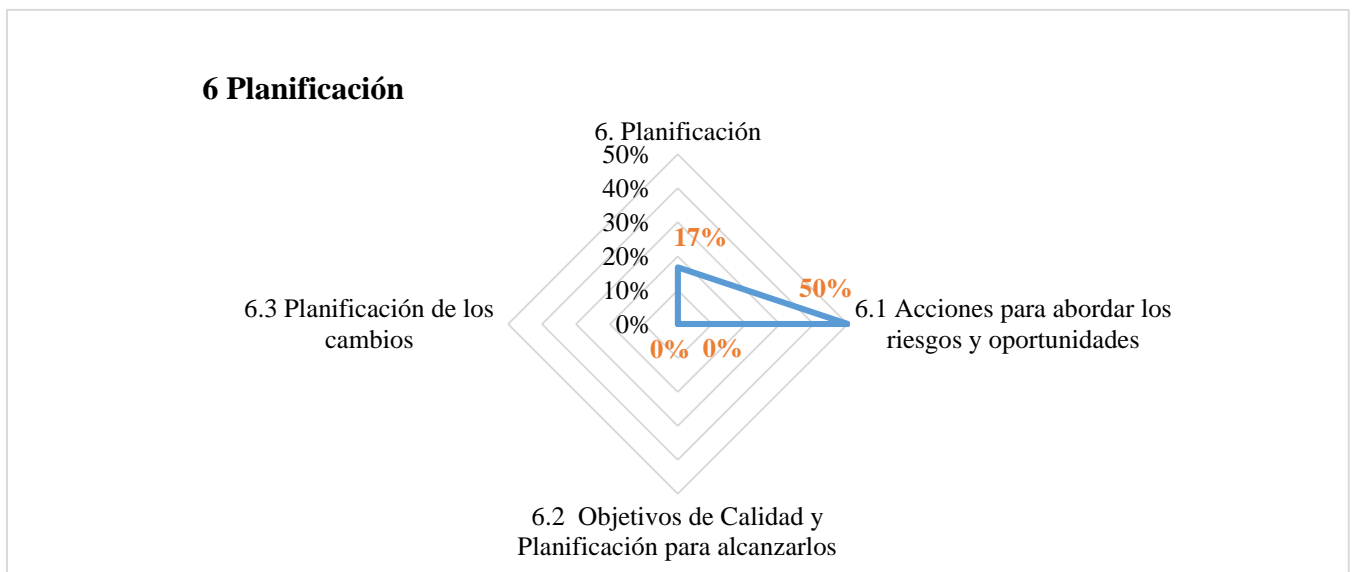 6 Planificación
6. Planificación
50%
40%
30%
20%
10%
0%
17%
50%
0%
0%
6.1 Acciones para abordar los
riesgos y oportunidades
6.2 Objetivos de Calidad y
Planificación para alcanzarlos
6.3 Planificación de los
cambios